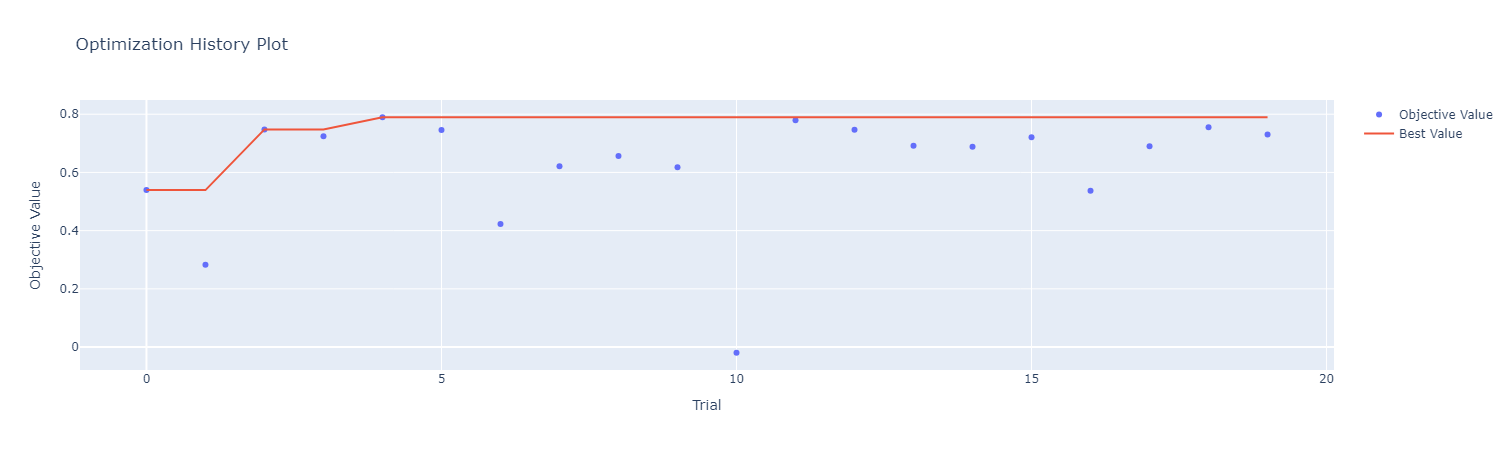 Optimization History Plot
Objective Value
0.8
0.6
0.4
0.2
0
0
5
10
15
20
Trial
Objective Value
Best Value